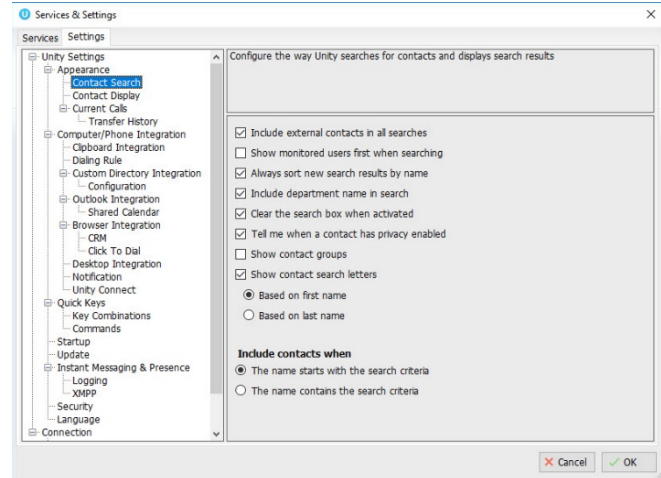 Services & Settings
Services Settings
Unity Settings
Appearance
Contact Search
Contact Display
Current Calls
Transfer History
Computer/Phone Integration
Clipboard Integration
Dialing Rule
Custom Directory Integration
Configuration
Outlook Integration
Shared Calendar
Browser Integration
CRM
Click To Dial
Desktop Integration
Notification
Unity Connect
Quick Keys
Key Combinations
Commands
Startup
Update
Instant Messaging & Presence
Logging
XMPP
Security
Language
Connection
Configure the way Unity searches for contacts and displays search results
Include external contacts in all searches
Show monitored users first when searching
Always sort new search results by name
Include department name in search
Clear the search box when activated
Tell me when a contact has privacy enabled
Show contact groups
Show contact search letters
Based on first name
Based on last name
Include contacts when
The name starts with the search criteria
The name contains the search criteria
Cancel OK